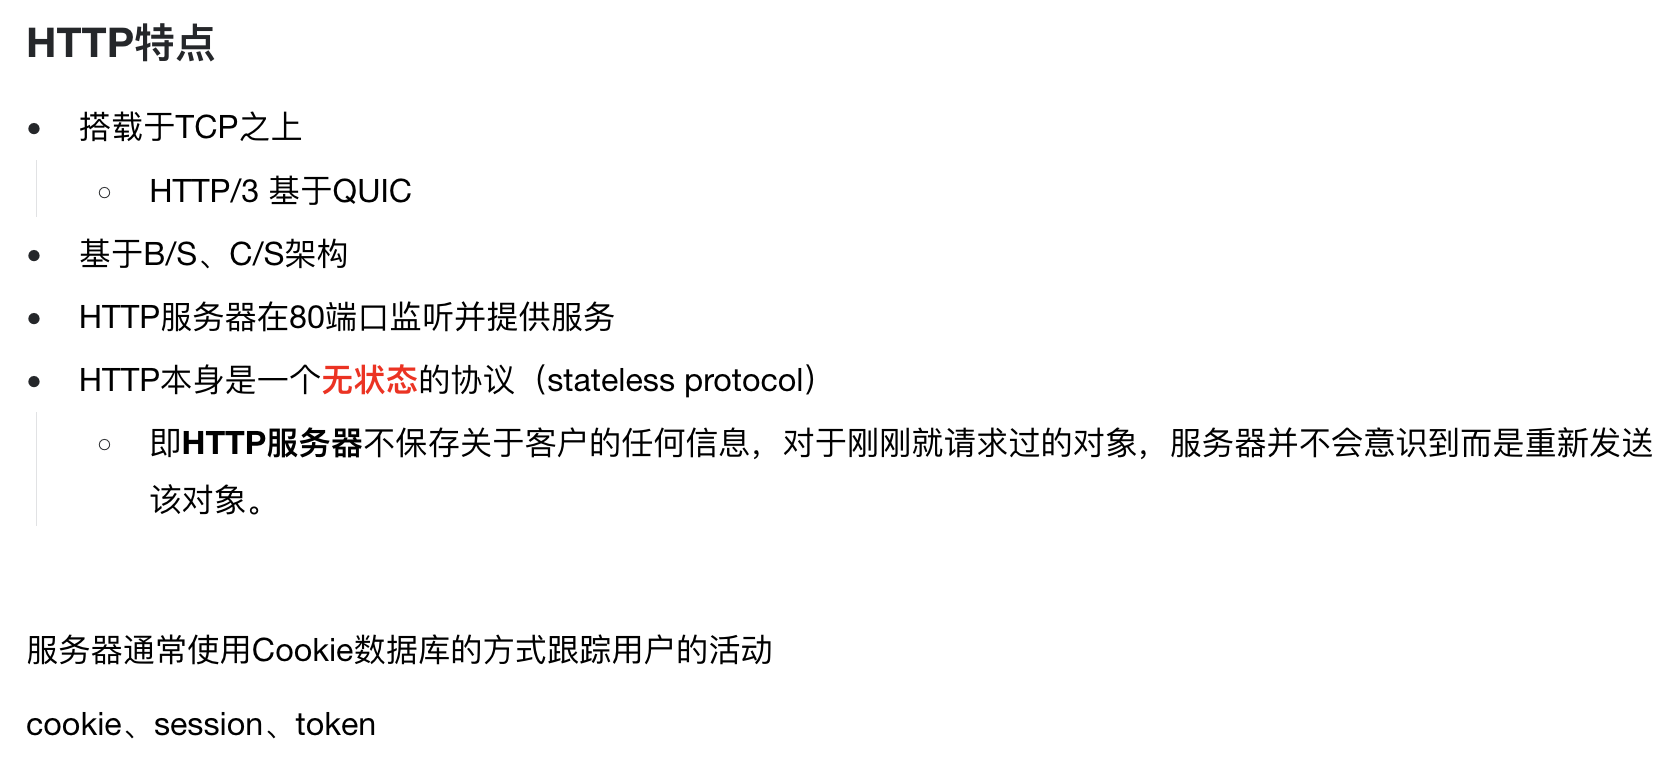 HTTP特点
搭载于TCP之上
HTTP/3 基于QUIC
基于B/S、C/S架构
HTTP服务器在80端口监听并提供服务
HTTP本身是一个无状态的协议（stateless protocol）
即HTTP服务器不保存关于客户的任何信息，对于刚刚就请求过的对象，服务器并不会意识到而是重新发送
该对象。
服务器通常使用Cookie数据库的方式跟踪用户的活动
cookie、session、token